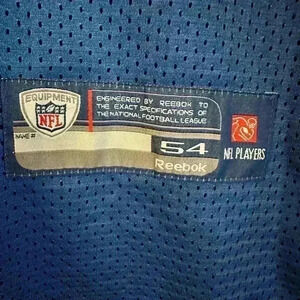 EQUIPMENT
NFL
NAME #
ENGINEERED BY REEBOK TO
THE EXACT SPECIFICATIONS OF
THE NATIONAL FOOTBALL LEAGUE
54
Reebok
NFL PLAYERS